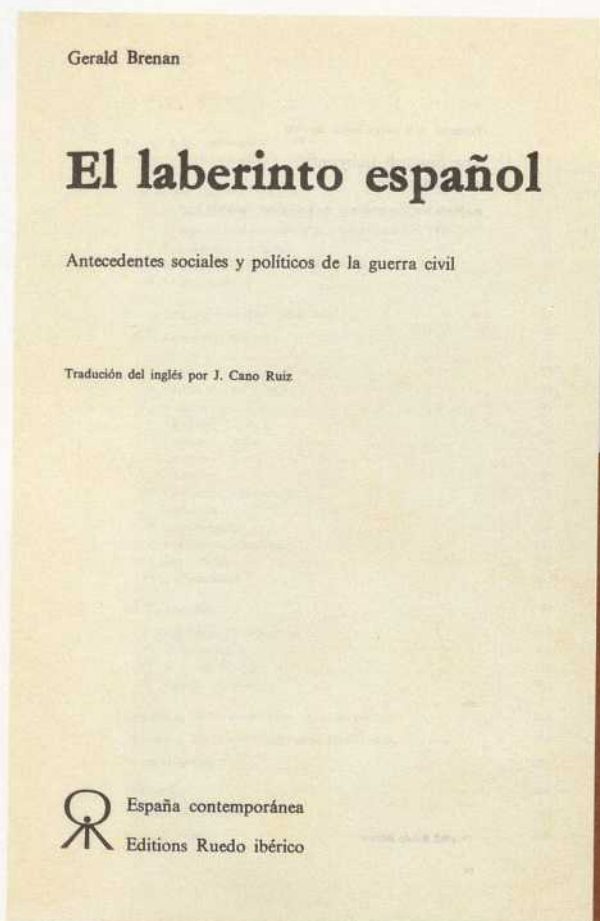 Gerald Brenan
El laberinto español
Antecedentes sociales y políticos de la guerra civil
Tradución del inglés por J. Cano Ruiz
España contemporánea
Editions Ruedo ibérico